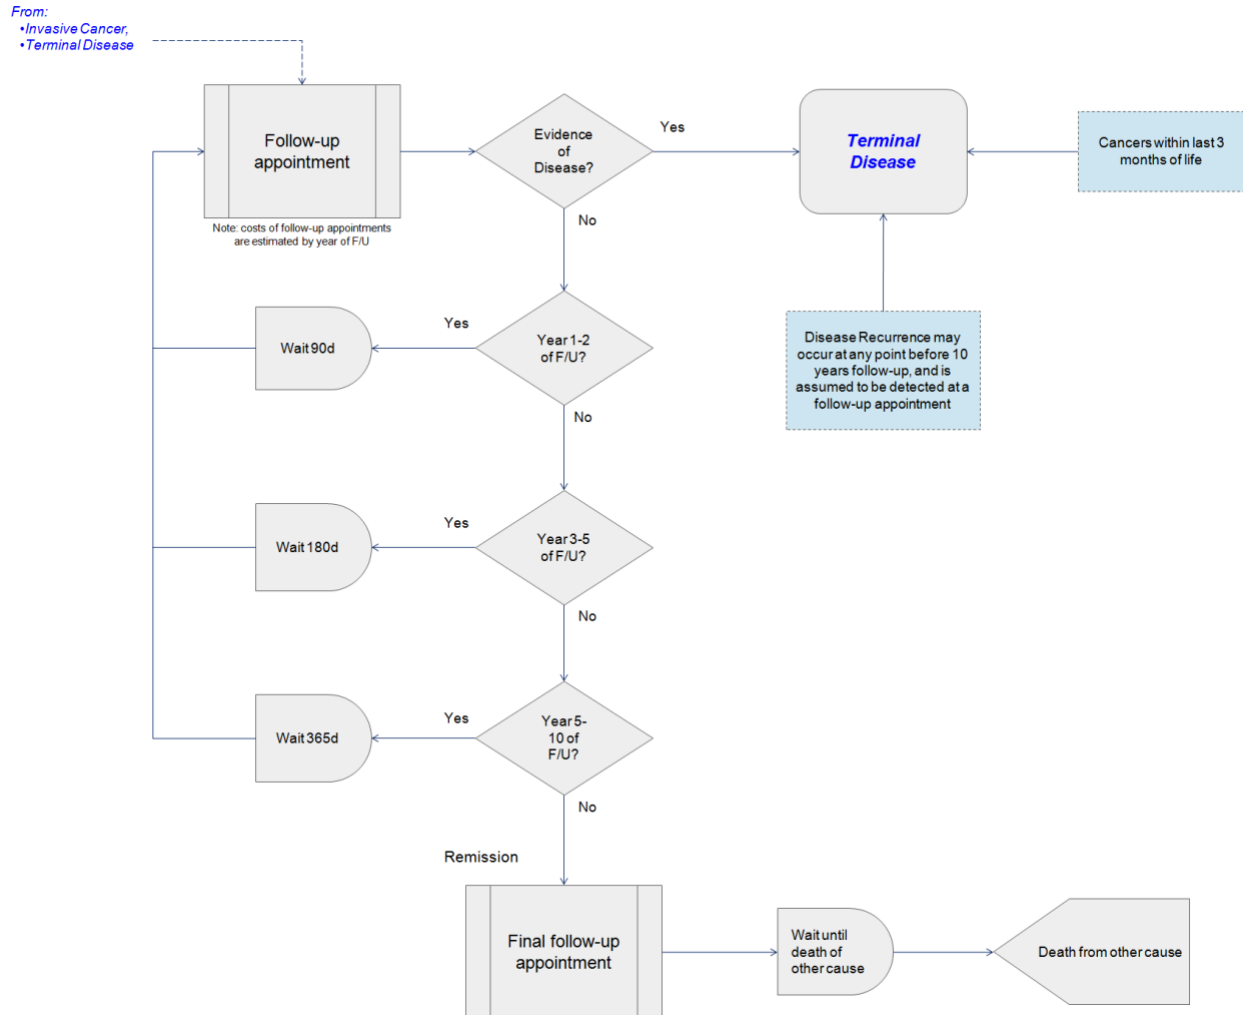 From:
•Invasive Cancer,
•Terminal Disease
Follow-up
appointment
Note: costs of follow-up appointments
are estimated by year of F/U
Evidence
of
Disease?
Yes
Terminal
Disease
Cancers within last 3
months of life
No
Disease Recurrence may
occur at any point before 10
years follow-up, and is
assumed to be detected at a
follow-up appointment
Year 1-2
of F/U?
Yes
Wait 90d
No
Year 3-5
of F/U?
Yes
Wait 180d
No
Year 5-
10 of
F/U?
Yes
Wait 365d
No
Remission
Final follow-up
appointment
Wait until
death of
other cause
Death from other cause